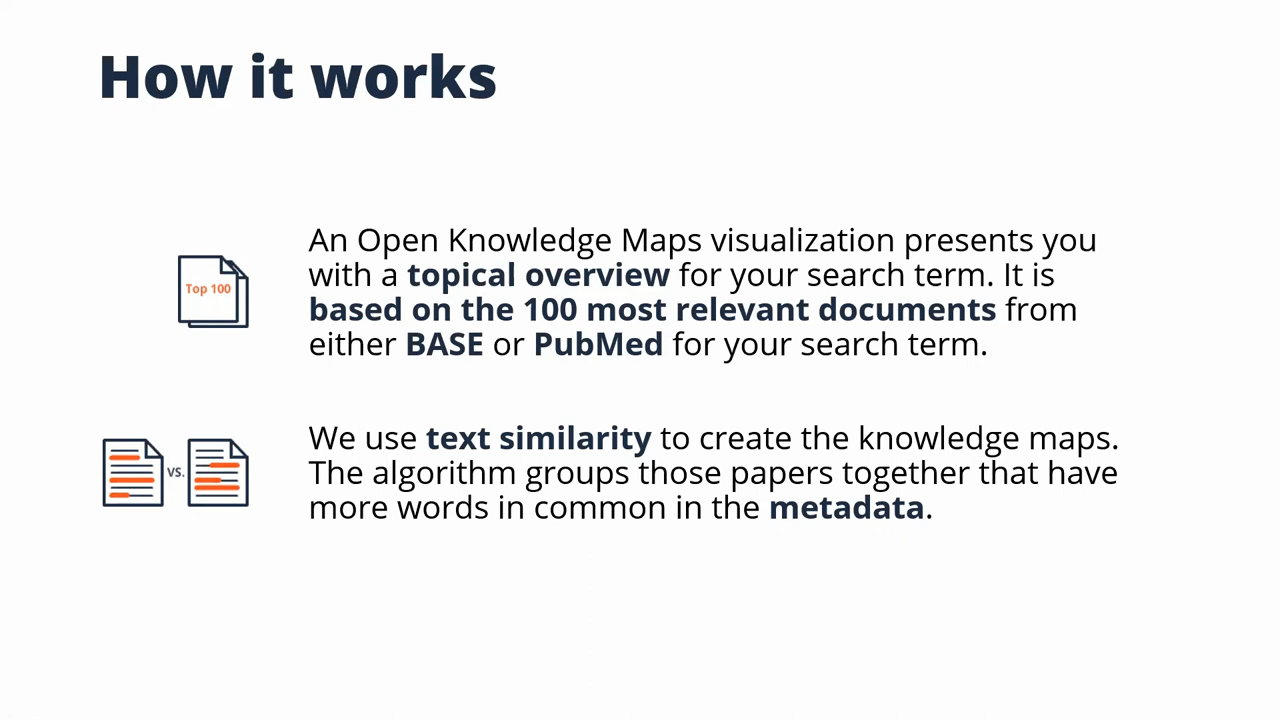 How it works
An Open Knowledge Maps visualization presents you
Top 100
with a topical overview for your search term. It is
based on the 100 most relevant documents from
either BASE or PubMed for your search term.
We use text similarity to create the knowledge maps.
vs.
The algorithm groups those papers together that have
more words in common in the metadata.